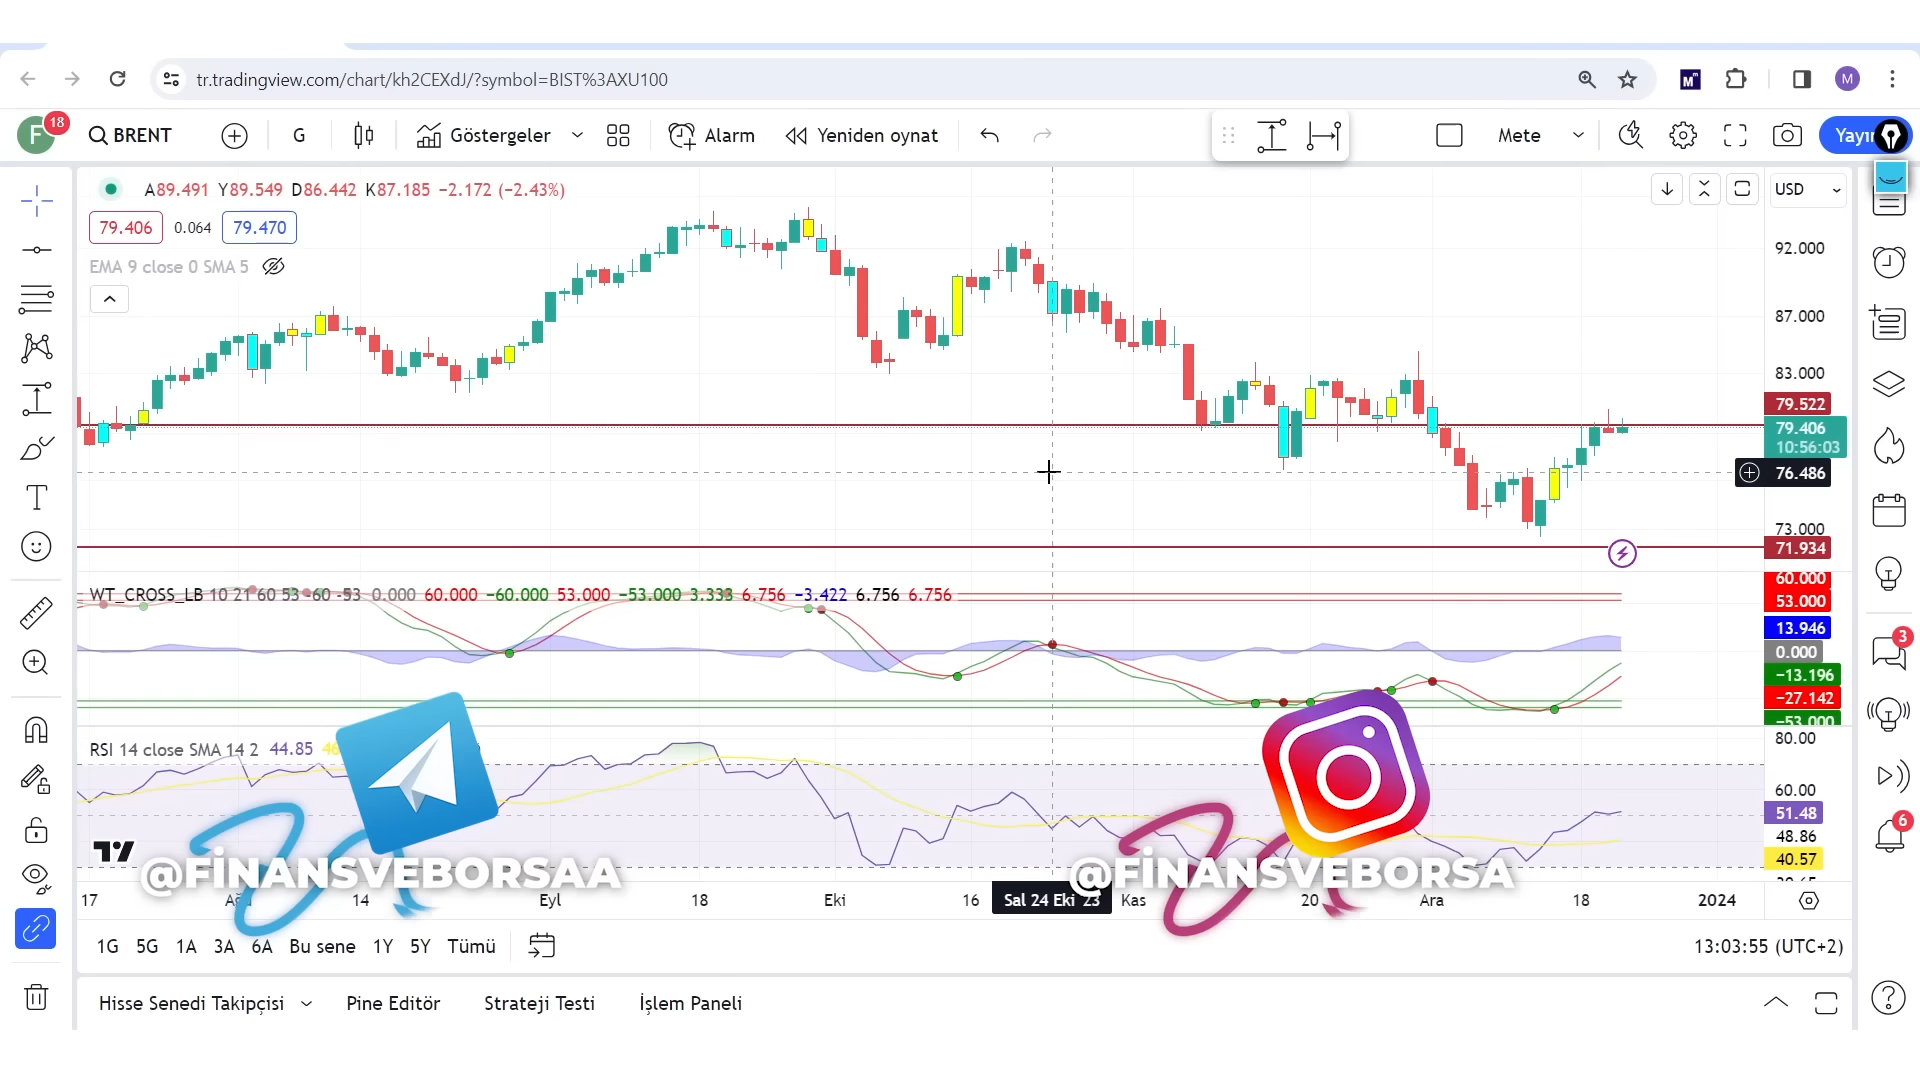 tr.tradingview.com/chart/kh2CEXdJ/?symbol=BIST%3AXU100
M
F 18 BRENT G Göstergeler Alarm Yeniden oynat Mete
A89.491 Y89.549 D86.442 K87.185 −2.172 (−2.43%)
USD
79.406 0.064 79.470
EMA 9 close 0 SMA 5
92.000
87.000
83.000
79.522
79.406
10:56:03
76.486
73.000
71.934
WT_CROSS_LB 10 21 60 53 -60 -53 0.000 60.000 −60.000 53.000 −53.000 3.333 6.756 −3.422 6.756 6.756
60.000
53.000
13.946
0.000
−13.196
−27.142
−53.000
3
RSI 14 close SMA 14 2 44.85
80.00
60.00
51.48
48.86
40.57
6
@FİNANSVEBORSAA
@FİNANSVEBORSA
17 14 Eyl 18 Eki 16 Sal 24 Eki '23 Kas 20 Ara 18 2024
1G 5G 1A 3A 6A Bu sene 1Y 5Y Tümü
13:03:55 (UTC+2)
Hisse Senedi Takipçisi Pine Editör Strateji Testi İşlem Paneli